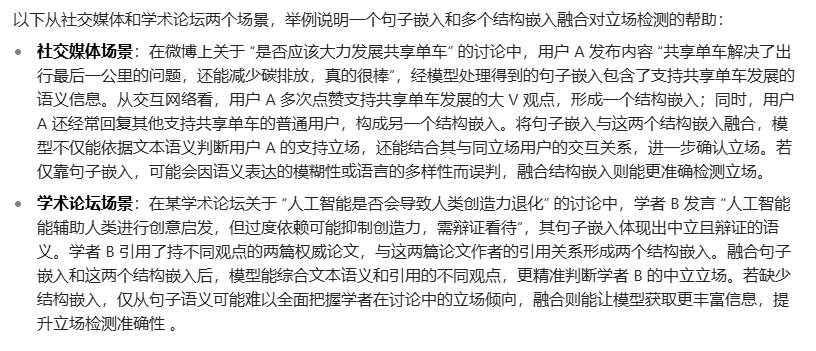 以下从社交媒体和学术论坛两个场景，举例说明一个句子嵌入和多个结构嵌入融合对立场检测的帮助：
• 社交媒体场景：在微博上关于 “是否应该大力发展共享单车” 的讨论中，用户 A 发布内容 “共享单车解决了出
行最后一公里的问题，还能减少碳排放，真的很棒”，经模型处理得到的句子嵌入包含了支持共享单车发展的
语义信息。从交互网络看，用户 A 多次点赞支持共享单车发展的大 V 观点，形成一个结构嵌入；同时，用户
A 还经常回复其他支持共享单车的普通用户，构成另一个结构嵌入。将句子嵌入与这两个结构嵌入融合，模
型不仅能依据文本语义判断用户 A 的支持立场，还能结合其与同立场用户的交互关系，进一步确认立场。若
仅靠句子嵌入，可能会因语义表达的模糊性或语言的多样性而误判，融合结构嵌入则能更准确检测立场。
• 学术论坛场景：在某学术论坛关于 “人工智能是否会导致人类创造力退化” 的讨论中，学者 B 发言 “人工智能
能辅助人类进行创意启发，但过度依赖可能抑制创造力，需辩证看待”，其句子嵌入体现出中立且辩证的语
义。学者 B 引用了持不同观点的两篇权威论文，与这两篇论文作者的引用关系形成两个结构嵌入。融合句子
嵌入和这两个结构嵌入后，模型能综合文本语义和引用的不同观点，更精准判断学者 B 的中立立场。若缺少
结构嵌入，仅从句子语义可能难以全面把握学者在讨论中的立场倾向，融合则能让模型获取更丰富信息，提
升立场检测准确性 。